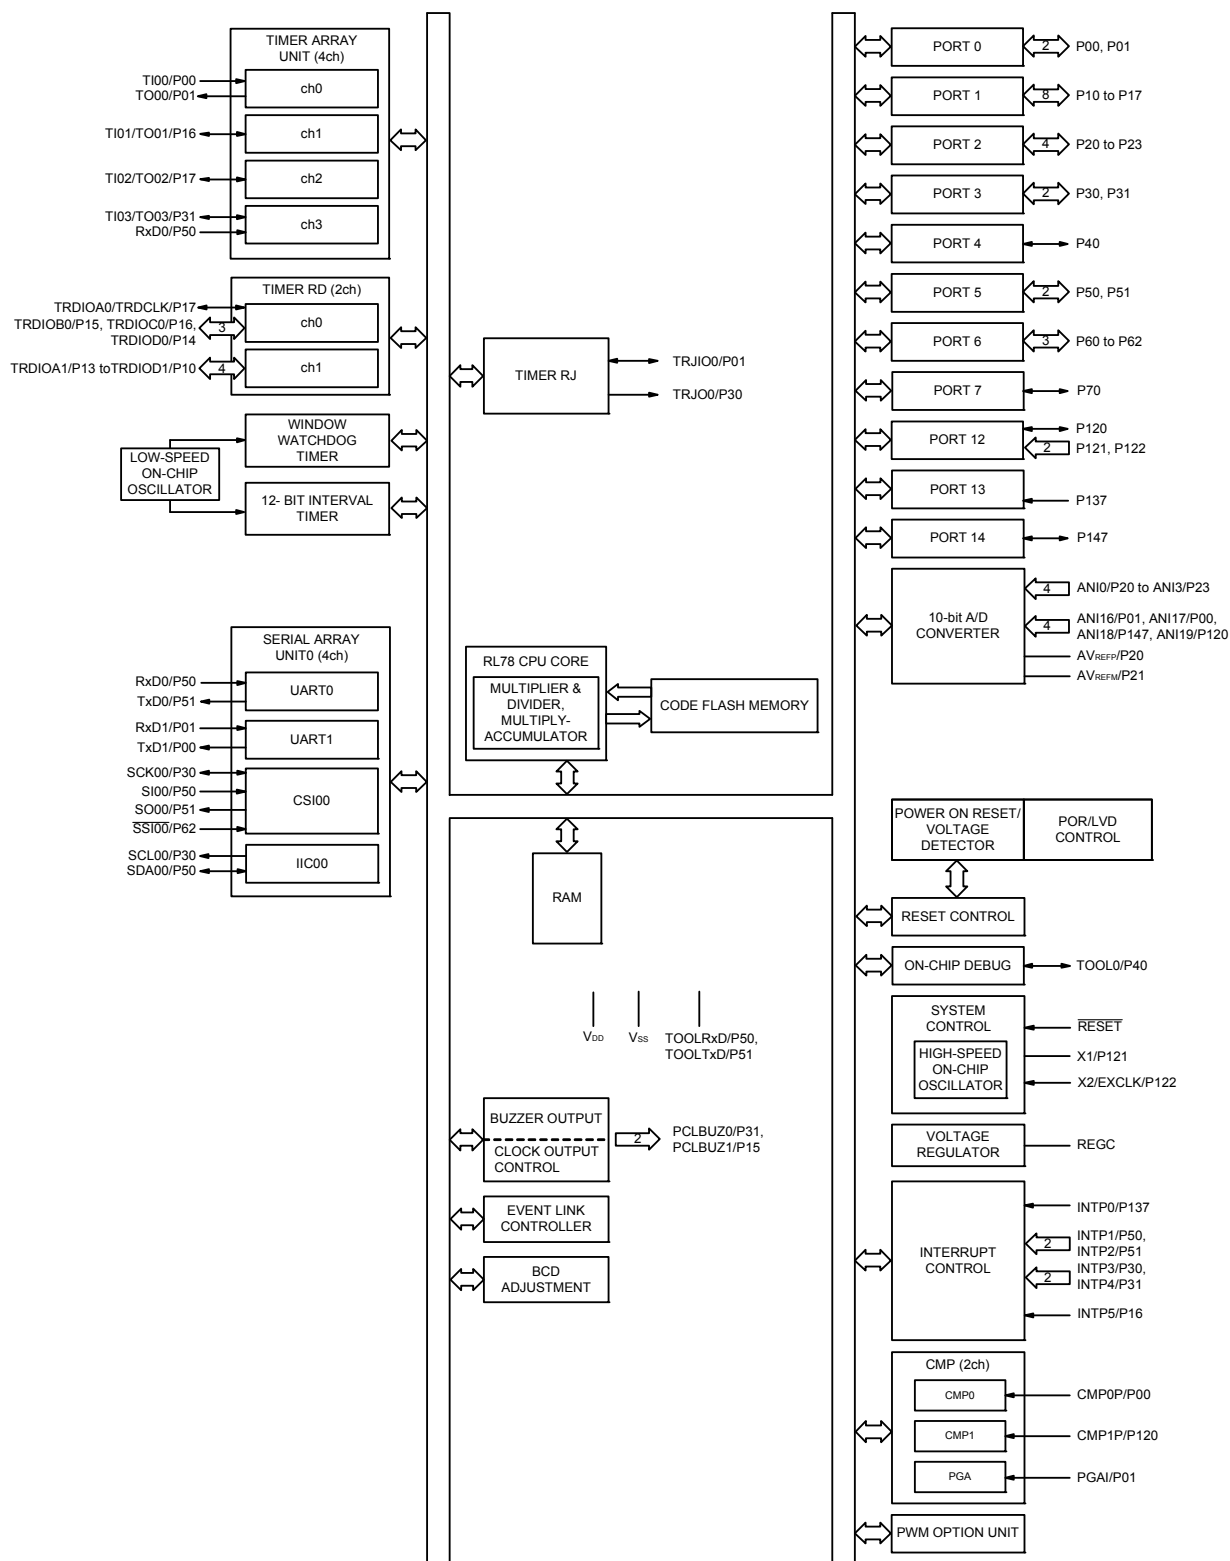 TIMER ARRAY
UNIT (4ch)
TI00/P00
TO00/P01
ch0
TI01/TO01/P16
ch1
TI02/TO02/P17
ch2
TI03/TO03/P31
RxD0/P50
ch3
TIMER RD (2ch)
TRDIOA0/TRDCLK/P17
TRDIOB0/P15, TRDIOC0/P16,
TRDIOD0/P14
3
ch0
TRDIOA1/P13 toTRDIOD1/P10
4
ch1
WINDOW
WATCHDOG
TIMER
LOW-SPEED
ON-CHIP
OSCILLATOR
12- BIT INTERVAL
TIMER
SERIAL ARRAY
UNIT0 (4ch)
RxD0/P50
TxD0/P51
UART0
RxD1/P01
TxD1/P00
UART1
SCK00/P30
SI00/P50
SO00/P51
SSI00/P62
CSI00
SCL00/P30
SDA00/P50
IIC00
TIMER RJ
TRJIO0/P01
TRJO0/P30
RL78 CPU CORE
MULTIPLIER &
DIVIDER,
MULTIPLY-
ACCUMULATOR
CODE FLASH MEMORY
RAM
VDD
VSS
TOOLRxD/P50,
TOOLTxD/P51
BUZZER OUTPUT
CLOCK OUTPUT
CONTROL
2
PCLBUZ0/P31,
PCLBUZ1/P15
EVENT LINK
CONTROLLER
BCD
ADJUSTMENT
PORT 0
2
P00, P01
PORT 1
8
P10 to P17
PORT 2
4
P20 to P23
PORT 3
2
P30, P31
PORT 4
P40
PORT 5
2
P50, P51
PORT 6
3
P60 to P62
PORT 7
P70
PORT 12
P120
2
P121, P122
PORT 13
P137
PORT 14
P147
10-bit A/D
CONVERTER
4
ANI0/P20 to ANI3/P23
4
ANI16/P01, ANI17/P00,
ANI18/P147, ANI19/P120
AVREFP/P20
AVREFM/P21
POWER ON RESET/
VOLTAGE
DETECTOR
POR/LVD
CONTROL
RESET CONTROL
ON-CHIP DEBUG
TOOL0/P40
SYSTEM
CONTROL
HIGH-SPEED
ON-CHIP
OSCILLATOR
RESET
X1/P121
X2/EXCLK/P122
VOLTAGE
REGULATOR
REGC
INTERRUPT
CONTROL
INTP0/P137
2
INTP1/P50,
INTP2/P51
2
INTP3/P30,
INTP4/P31
INTP5/P16
CMP (2ch)
CMP0
CMP0P/P00
CMP1
CMP1P/P120
PGA
PGAI/P01
PWM OPTION UNIT